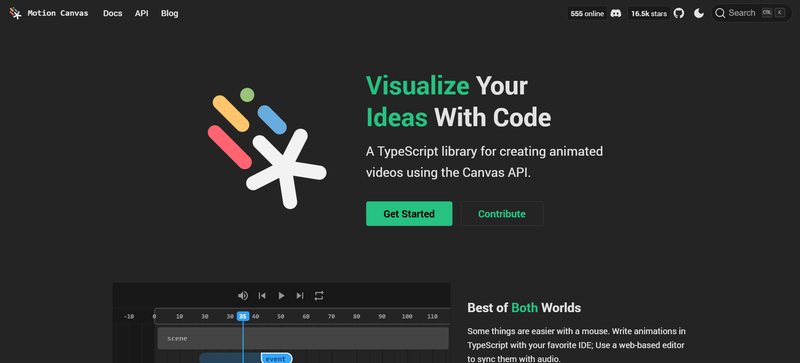 Motion Canvas Docs API Blog 555 online 16.5k stars Search CTRL K
Visualize Your
Ideas With Code
A TypeScript library for creating animated
videos using the Canvas API.
Get Started Contribute
-10 0 10 20 30 35 40 50 60 70 80 90 100 110
scene
event
Best of Both Worlds
Some things are easier with a mouse. Write animations in
TypeScript with your favorite IDE; Use a web-based editor
to sync them with audio.